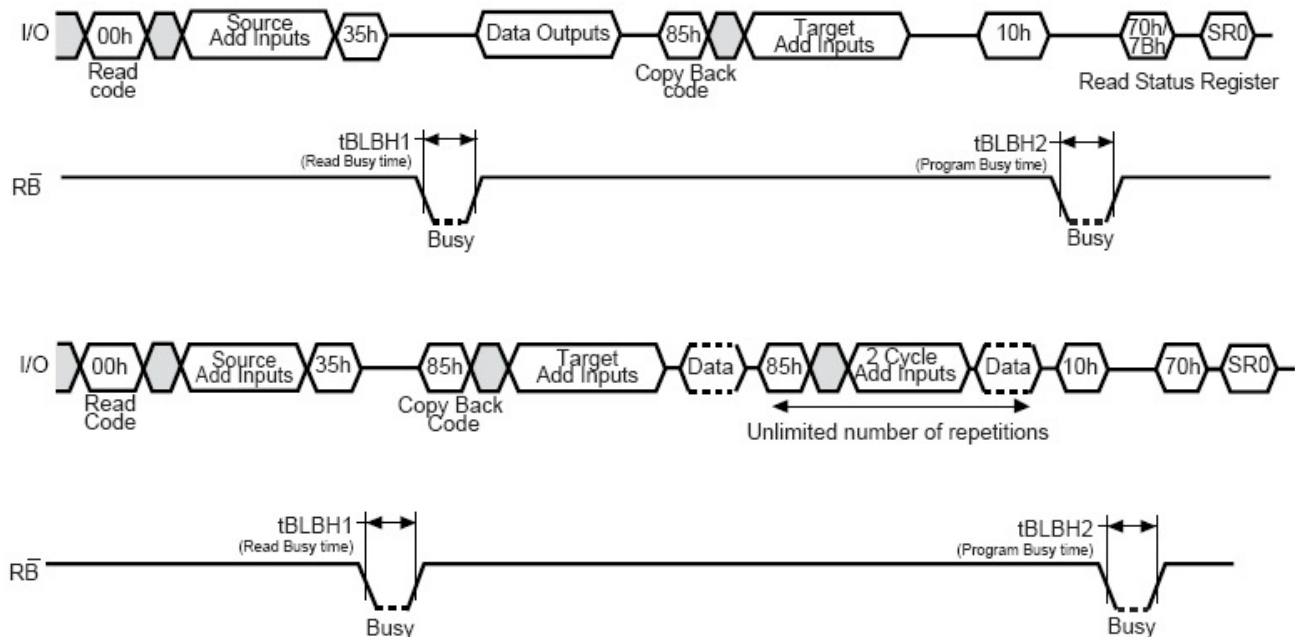 I/O 00h Source Add Inputs 35h Data Outputs 85h Target Add Inputs 10h 70h/7Bh SR0
Read code
Copy Back code
Read Status Register
tBLBH1
(Read Busy time)
tBLBH2
(Program Busy time)
RB̅
Busy
Busy
I/O 00h Source Add Inputs 35h 85h Target Add Inputs Data 85h 2 Cycle Add Inputs Data 10h 70h SR0
Read Code
Copy Back Code
Unlimited number of repetitions
tBLBH1
(Read Busy time)
tBLBH2
(Program Busy time)
RB̅
Busy
Busy